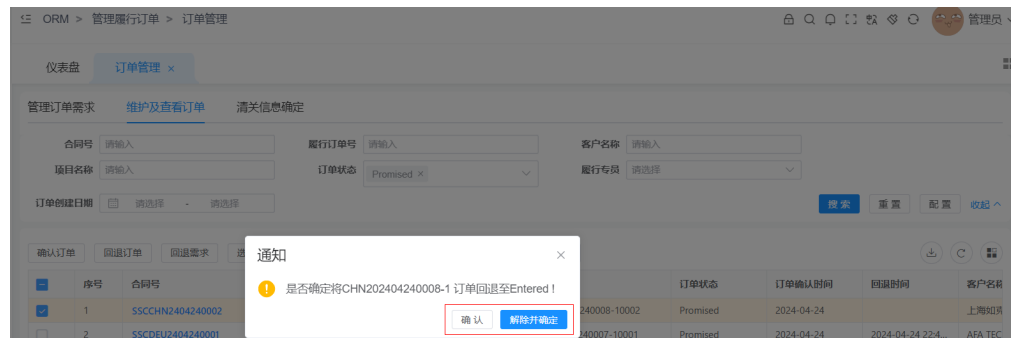 ORM > 管理履行订单 > 订单管理
管理员
仪表盘 订单管理 ×
管理订单需求 维护及查看订单 清关信息确定
合同号 请输入 履行订单号 请输入 客户名称 请输入
项目名称 请输入 订单状态 Promised × 履行专员 请选择
订单创建日期 请选择 - 请选择 搜索 重置 配置 收起
确认订单 回退订单 回退需求
通知 ×
是否确定将CHN202404240008-1 订单回退至Entered !
确认 解除并确定
序号 合同号 订单状态 订单确认时间 回退时间 客户名称
1 SSCCHN2404240002 240008-10002 Promised 2024-04-24 上海如
2 SSCDEU2404240001 240007-10001 Promised 2024-04-24 2024-04-24 22:4... AFA TEC